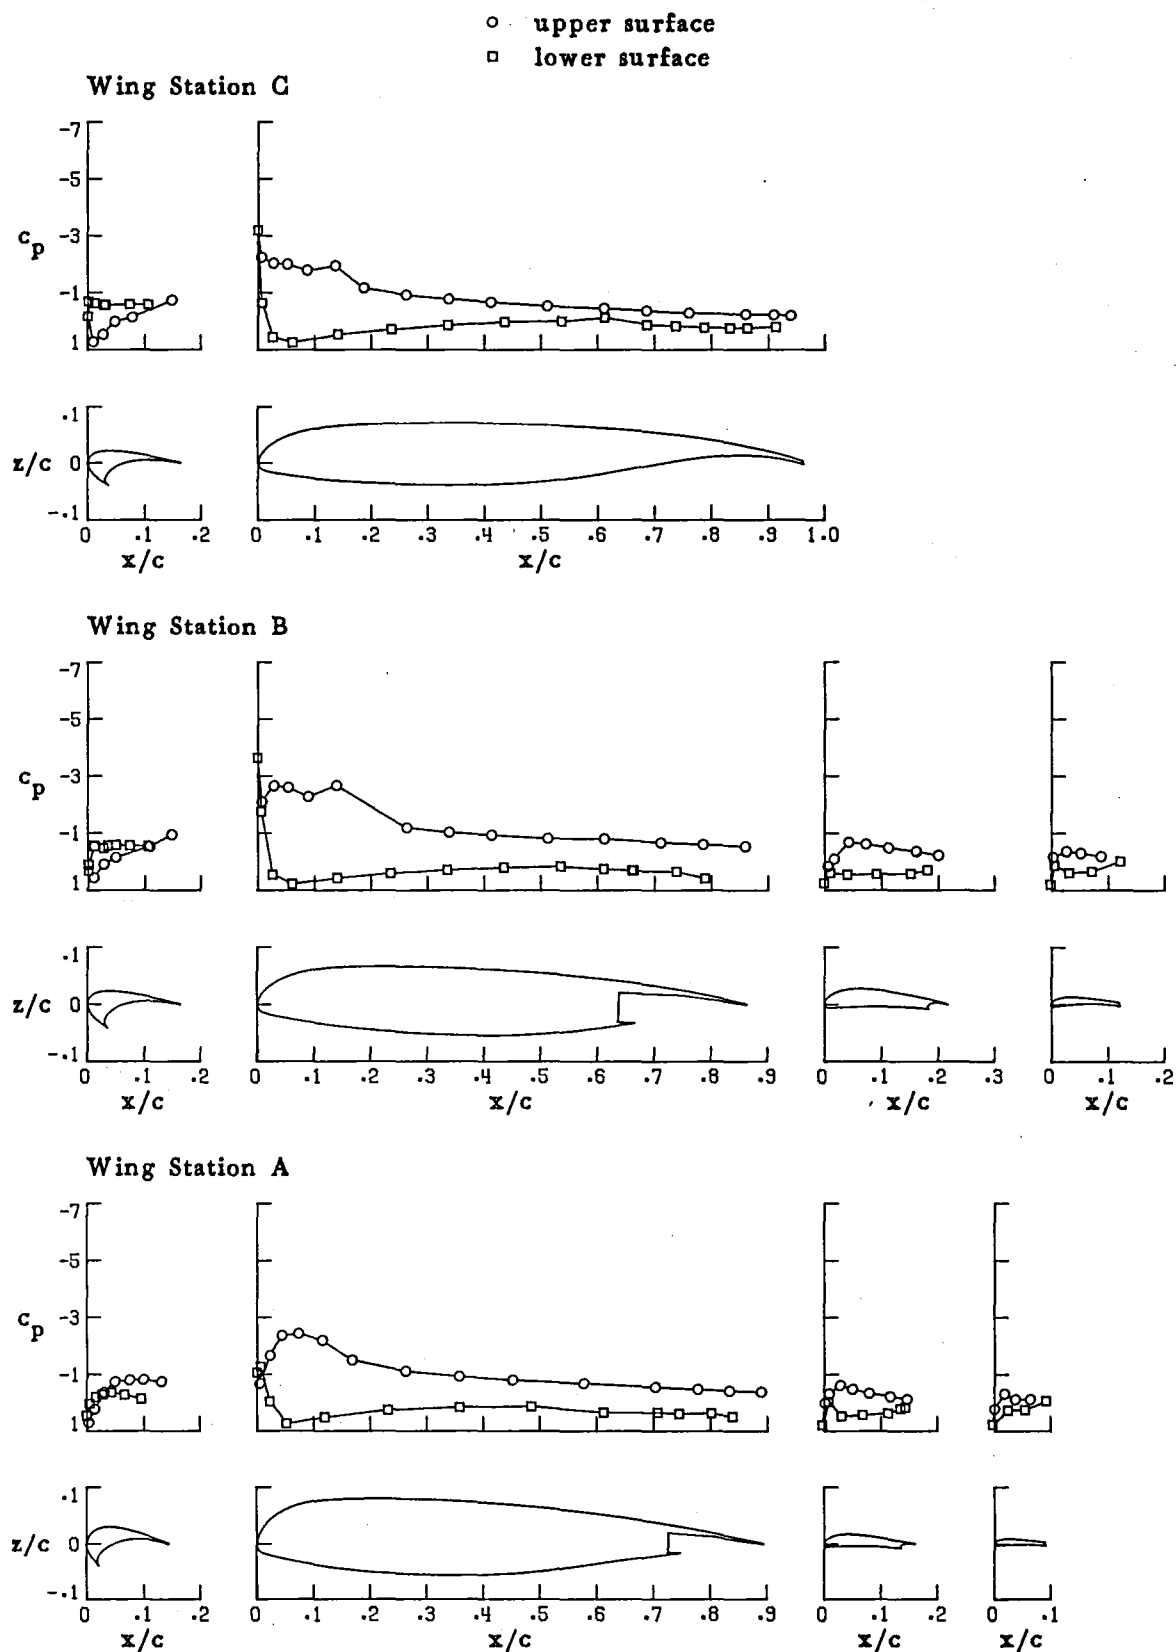 upper surface
lower surface
Wing Station C
-7
-5
-3
-1
1
c_p
.1
0
-.1
z/c
0 .1 .2
x/c
0 .1 .2 .3 .4 .5 .6 .7 .8 .9 1.0
x/c
Wing Station B
-7
-5
-3
-1
1
c_p
.1
0
-.1
z/c
0 .1 .2
x/c
0 .1 .2 .3 .4 .5 .6 .7 .8 .9
x/c
0 .1 .2 .3
x/c
0 .1 .2
x/c
Wing Station A
-7
-5
-3
-1
1
c_p
.1
0
-.1
z/c
0 .1 .2
x/c
0 .1 .2 .3 .4 .5 .6 .7 .8 .9
x/c
0 .1 .2
x/c
0 .1
x/c